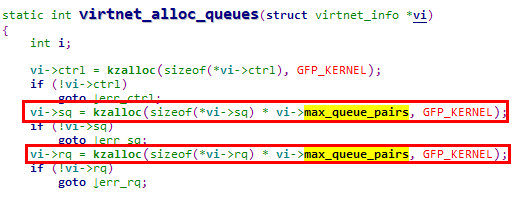 static int virtnet_alloc_queues(struct virtnet_info *vi)
{
int i;
vi->ctrl = kzalloc(sizeof(*vi->ctrl), GFP_KERNEL);
if (!vi->ctrl)
goto ↓err_ctrl;
vi->sq = kzalloc(sizeof(*vi->sq) * vi->max_queue_pairs, GFP_KERNEL);
if (!vi->sq)
goto ↓err_sq;
vi->rq = kzalloc(sizeof(*vi->rq) * vi->max_queue_pairs, GFP_KERNEL);
if (!vi->rq)
goto ↓err_rq;